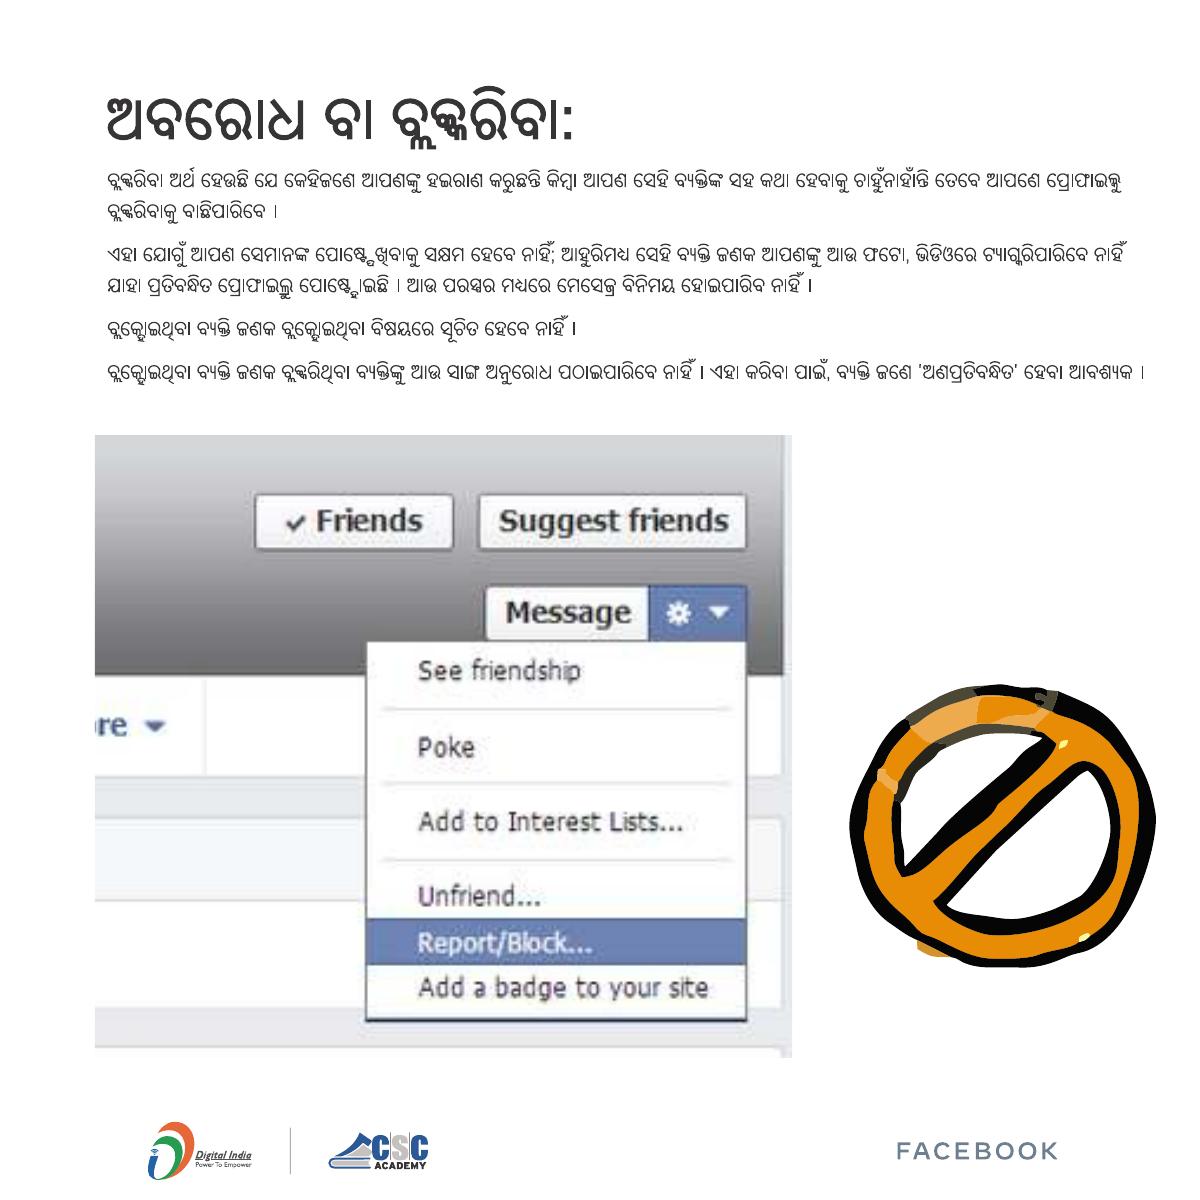 ଅବରୋଧ ବା ବ୍ଲକ୍କରିବା:
ବ୍ଲକ୍କରିବା ଅର୍ଥ ହେଉଛି ଯେ କେହିଜଣେ ଆପଣଙ୍କୁ ହଇରାଣ କରୁଛନ୍ତି କିମ୍ବା ଆପଣ ସେହି ବ୍ୟକ୍ତିଙ୍କ ସହ କଥା ହେବାକୁ ଚାହୁଁନାହାଁନ୍ତି ତେବେ ଆପଣେ ପ୍ରୋଫାଇଲ୍କୁ
ବ୍ଲକ୍କରିବାକୁ ବାଛିପାରିବେ ।
ଏହା ଯୋଗୁଁ ଆପଣ ସେମାନଙ୍କ ପୋଷ୍ଟ୍ଦେଖିବାକୁ ସକ୍ଷମ ହେବେ ନାହିଁ; ଆହୁରିମଧ୍ୟ ସେହି ବ୍ୟକ୍ତି ଜଣକ ଆପଣଙ୍କୁ ଆଉ ଫଟୋ, ଭିଡିଓରେ ଟ୍ୟାଗ୍କରିପାରିବେ ନାହିଁ
ଯାହା ପ୍ରତିବନ୍ଧିତ ପ୍ରୋଫାଇଲ୍ରୁ ପୋଷ୍ଟ୍ହୋଇଛି । ଆଉ ପରସ୍ପର ମଧ୍ୟରେ ମେସେଜ୍ର ବିନିମୟ ହୋଇପାରିବ ନାହିଁ ।
ବ୍ଲକ୍ହୋଇଥିବା ବ୍ୟକ୍ତି ଜଣକ ବ୍ଲକ୍ହୋଇଥିବା ବିଷୟରେ ସୂଚିତ ହେବେ ନାହିଁ ।
ବ୍ଲକ୍ହୋଇଥିବା ବ୍ୟକ୍ତି ଜଣକ ବ୍ଲକ୍କରିଥିବା ବ୍ୟକ୍ତିଙ୍କୁ ଆଉ ସାଙ୍ଗ ଅନୁରୋଧ ପଠାଇପାରିବେ ନାହିଁ । ଏହା କରିବା ପାଇଁ, ବ୍ୟକ୍ତି ଜଣେ 'ଅଣପ୍ରତିବନ୍ଧିତ' ହେବା ଆବଶ୍ୟକ ।
Friends
Suggest friends
Message
See friendship
re
Poke
Add to Interest Lists...
Unfriend...
Report/Block...
Add a badge to your site
Digital India
Power To Empower
CSC
ACADEMY
FACEBOOK